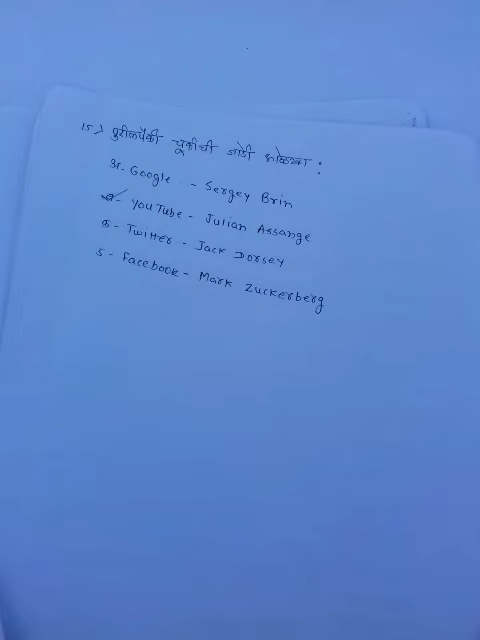 15) पुढीलपैकी चूकीची जोडी ओळखा :
अ. Google - Sergey Brin
ब - YouTube - Julian Assange
क - Twitter - Jack Dorsey
ड - Facebook - Mark Zuckerberg